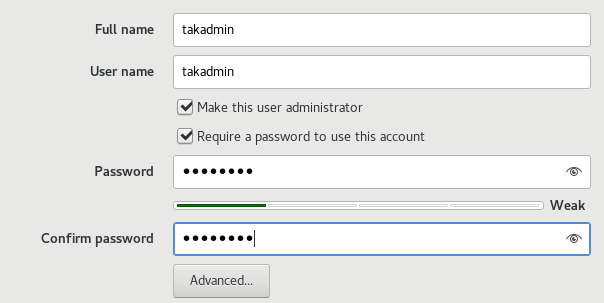 Full name takadmin
User name takadmin
Make this user administrator
Require a password to use this account
Password ●●●●●●●●
Weak
Confirm password ●●●●●●●●
Advanced...